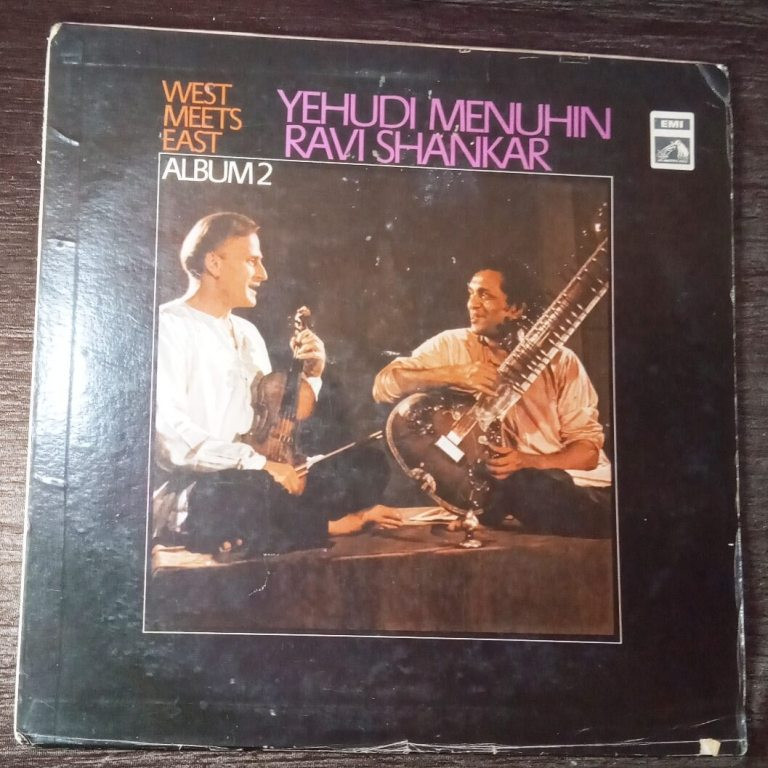 WEST
MEETS
EAST
YEHUDI MENUHIN
RAVI SHANKAR
ALBUM 2
EMI